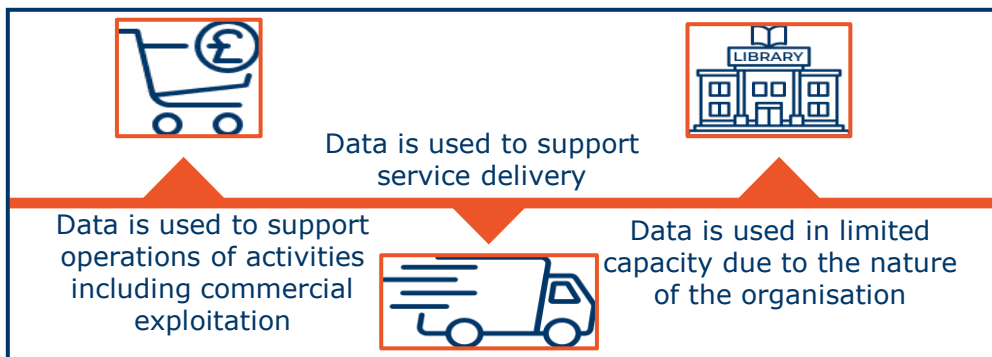 £
LIBRARY
Data is used to support
service delivery
Data is used to support
operations of activities
including commercial
exploitation
Data is used in limited
capacity due to the nature
of the organisation